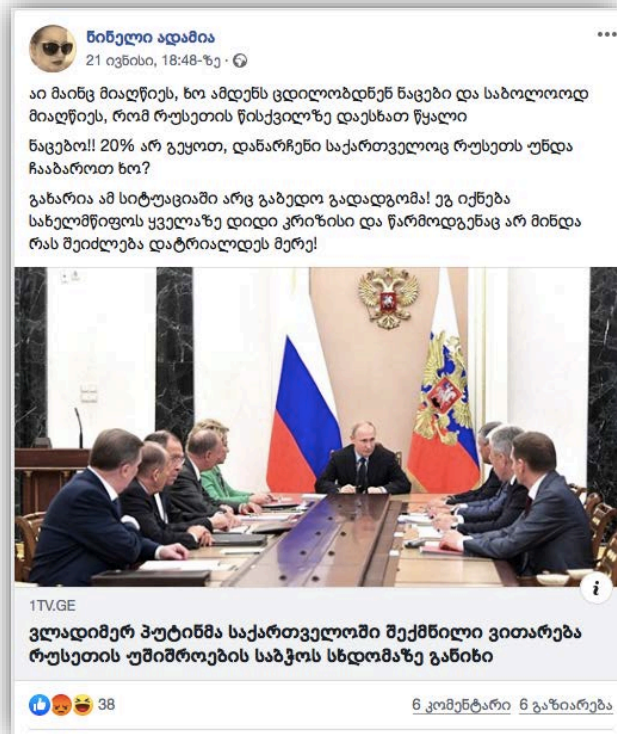 ნინელი ადამია
21 ივნისი, 18:48-ზე ·
აი მაინც მიაღწიეს, ხო ამდენს ცდილობდნენ ნაცები და საბოლოოდ
მიაღწიეს, რომ რუსეთის წისქვილზე დაესხათ წყალი
ნაცებო!! 20% არ გეყოთ, დანარჩენი საქართველოც რუსეთს უნდა
ჩააბაროთ ხო?
გახარია ამ სიტუაციაში არც გაბედო გადადგომა! ეგ იქნება
სახელმწიფოს ყველაზე დიდი კრიზისი და წარმოდგენაც არ მინდა
რას შეიძლება დატრიალდეს მერე!
1TV.GE
ვლადიმერ პუტინმა საქართველოში შექმნილი ვითარება
რუსეთის უშიშროების საბჭოს სხდომაზე განიხი
38
6 კომენტარი 6 გაზიარება